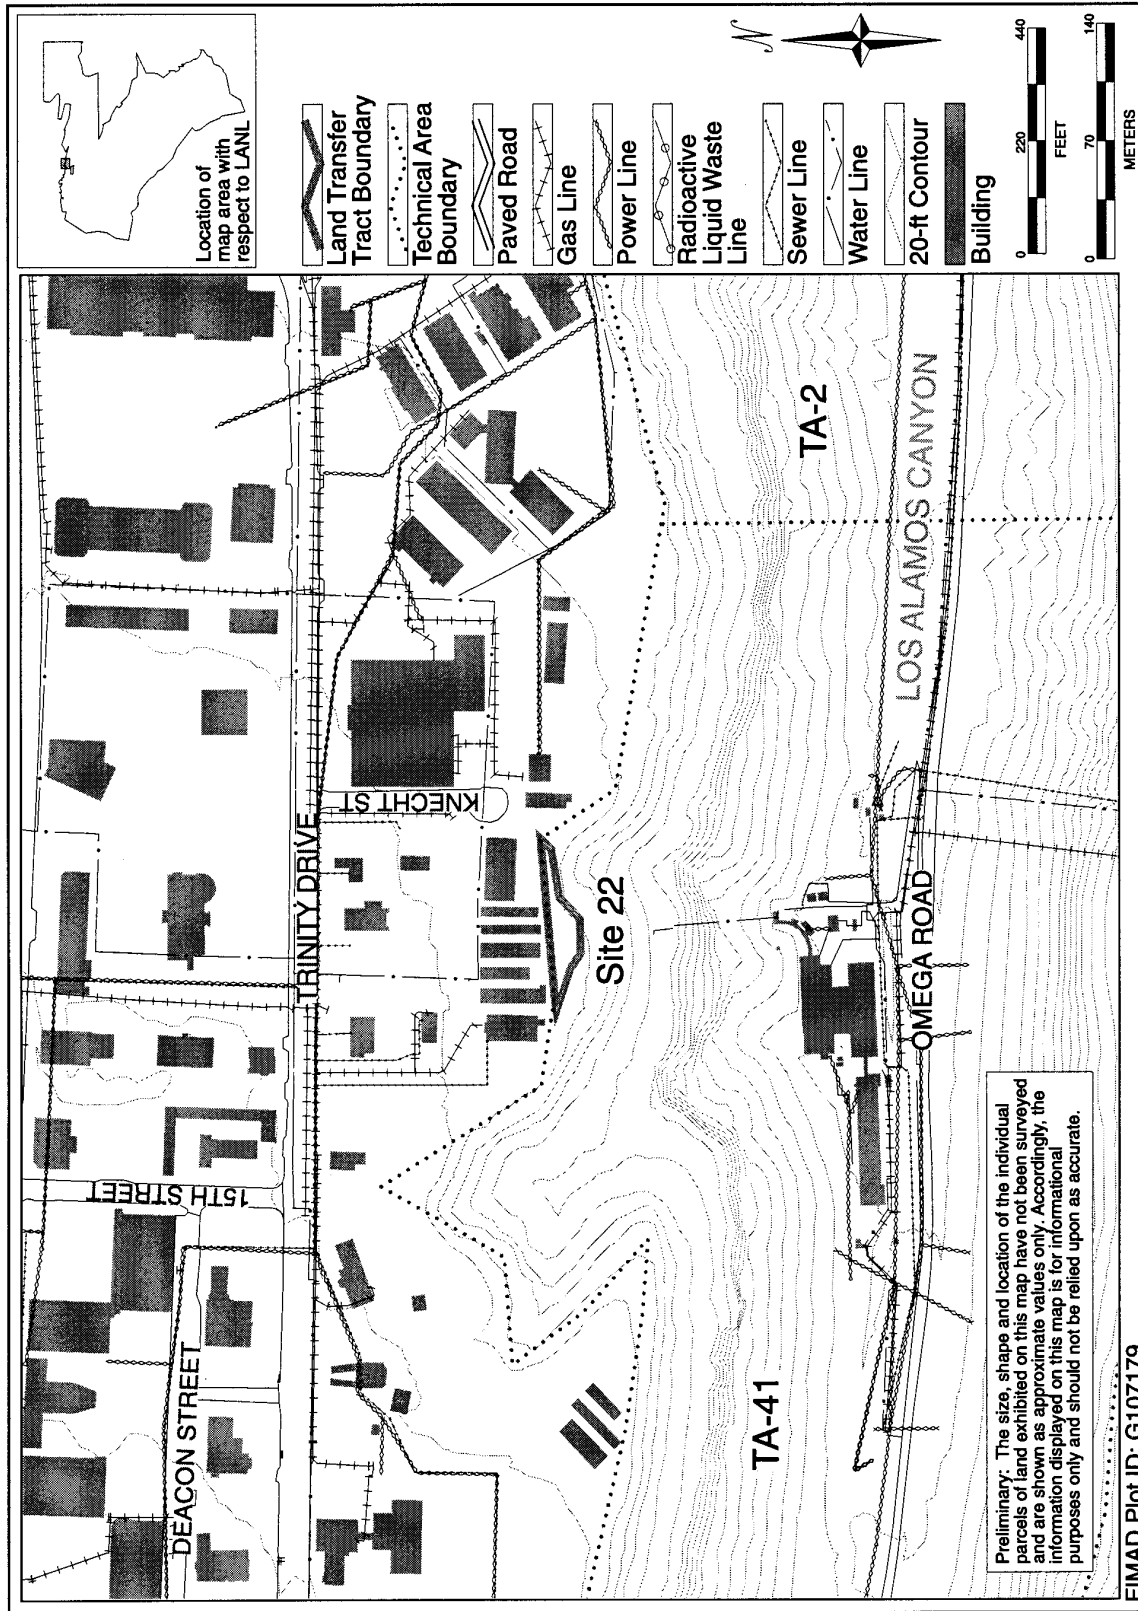 Location of
map area with
respect to LANL
N
Land Transfer
Tract Boundary
Technical Area
Boundary
Paved Road
Gas Line
Power Line
Radioactive
Liquid Waste
Line
Sewer Line
Water Line
20-ft Contour
Building
0 220 440
FEET
0 70 140
METERS
DEACON STREET
15TH STREET
TRINITY DRIVE
KNECHT ST
Site 22
TA-41
TA-2
LOS ALAMOS CANYON
OMEGA ROAD
Preliminary: The size, shape and location of the individual
parcels of land exhibited on this map have not been surveyed
and are shown as approximate values only. Accordingly, the
information displayed on this map is for informational
purposes only and should not be relied upon as accurate.
FIMAD Plot ID: G107179